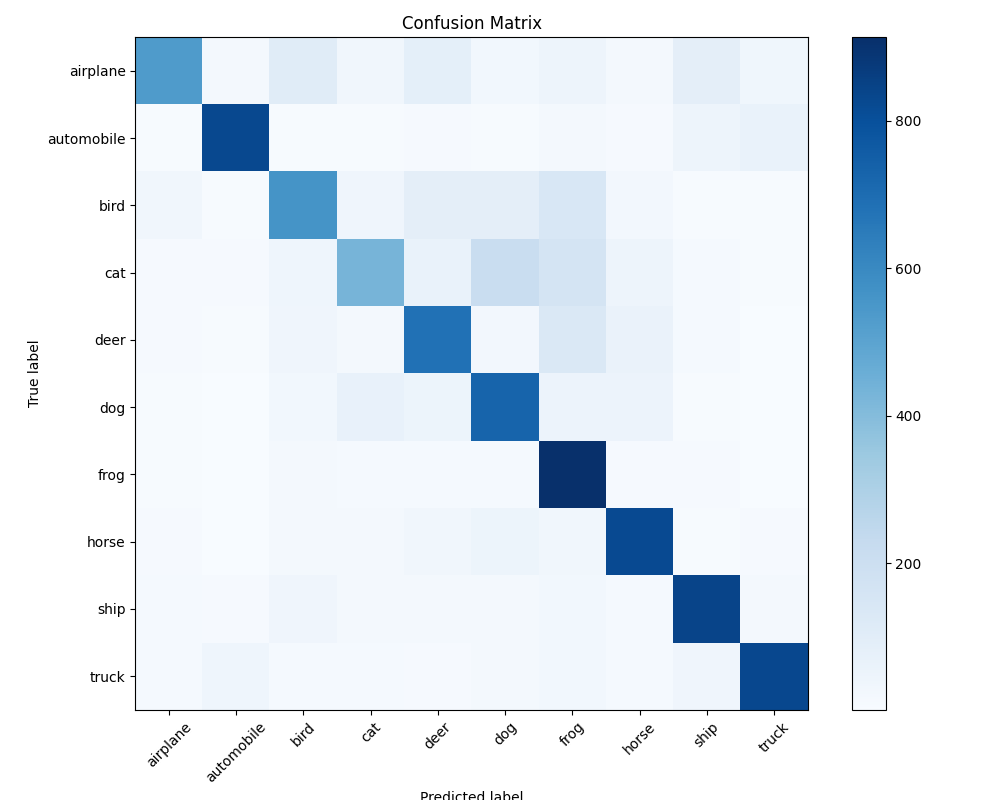 Confusion Matrix
True label
airplane
automobile
bird
cat
deer
dog
frog
horse
ship
truck
airplane
automobile
bird
cat
deer
dog
frog
horse
ship
truck
Predicted label
800
600
400
200